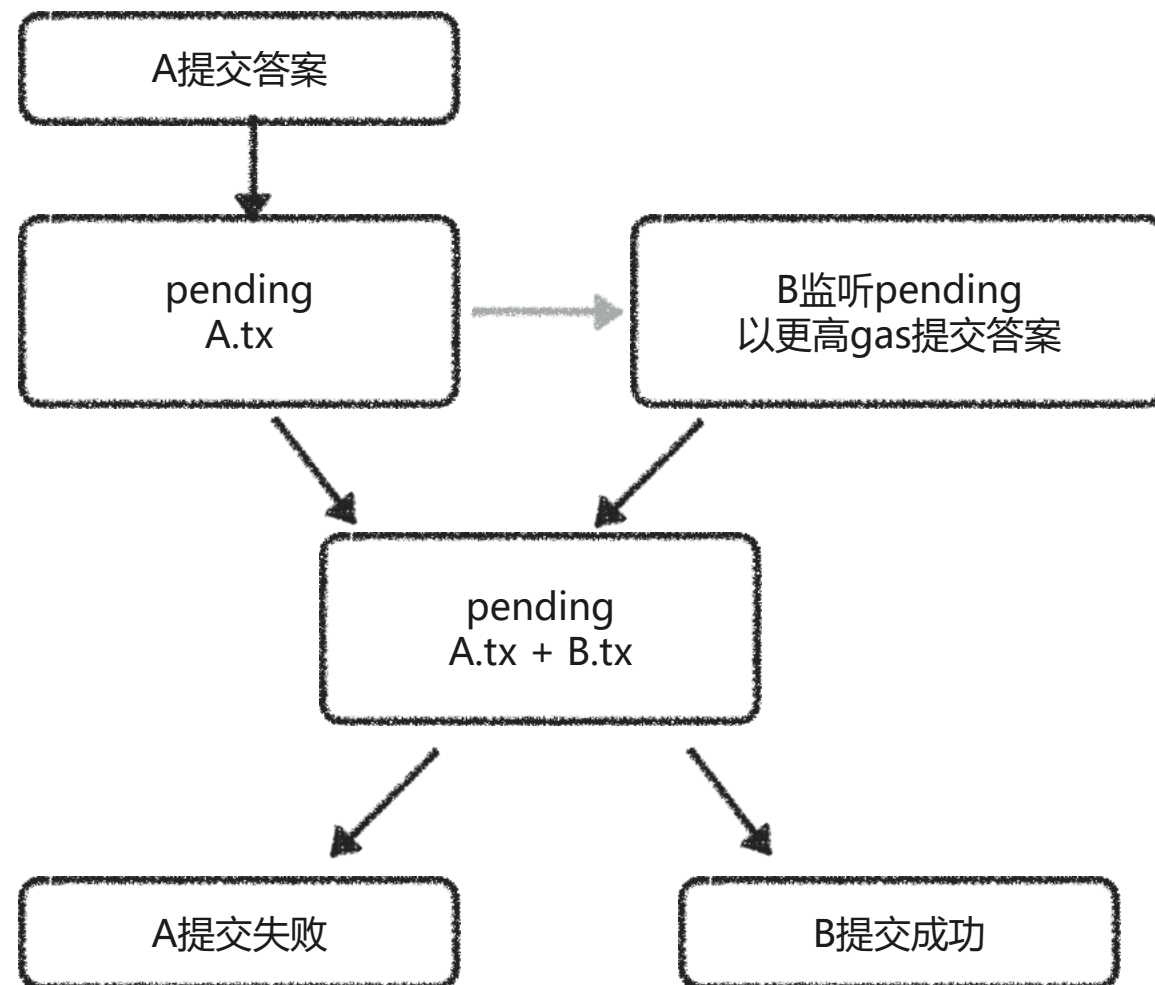 A提交答案
pending
A.tx
B监听pending
以更高gas提交答案
pending
A.tx + B.tx
A提交失败
B提交成功